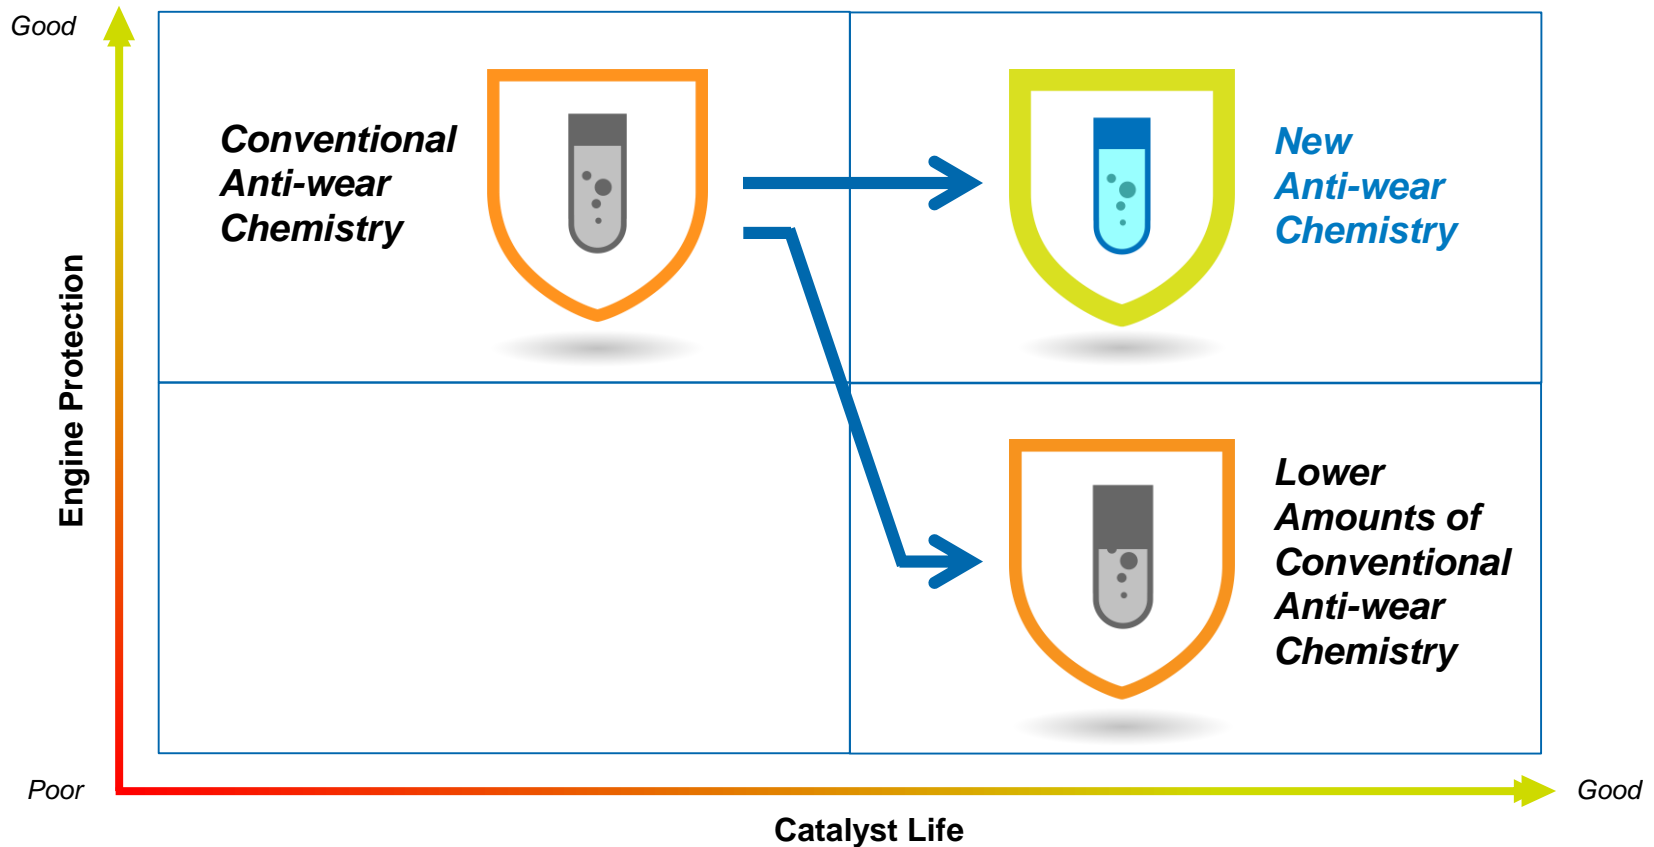 Good
Conventional
Anti-wear
Chemistry
New
Anti-wear
Chemistry
Engine Protection
Lower
Amounts of
Conventional
Anti-wear
Chemistry
Poor
Good
Catalyst Life